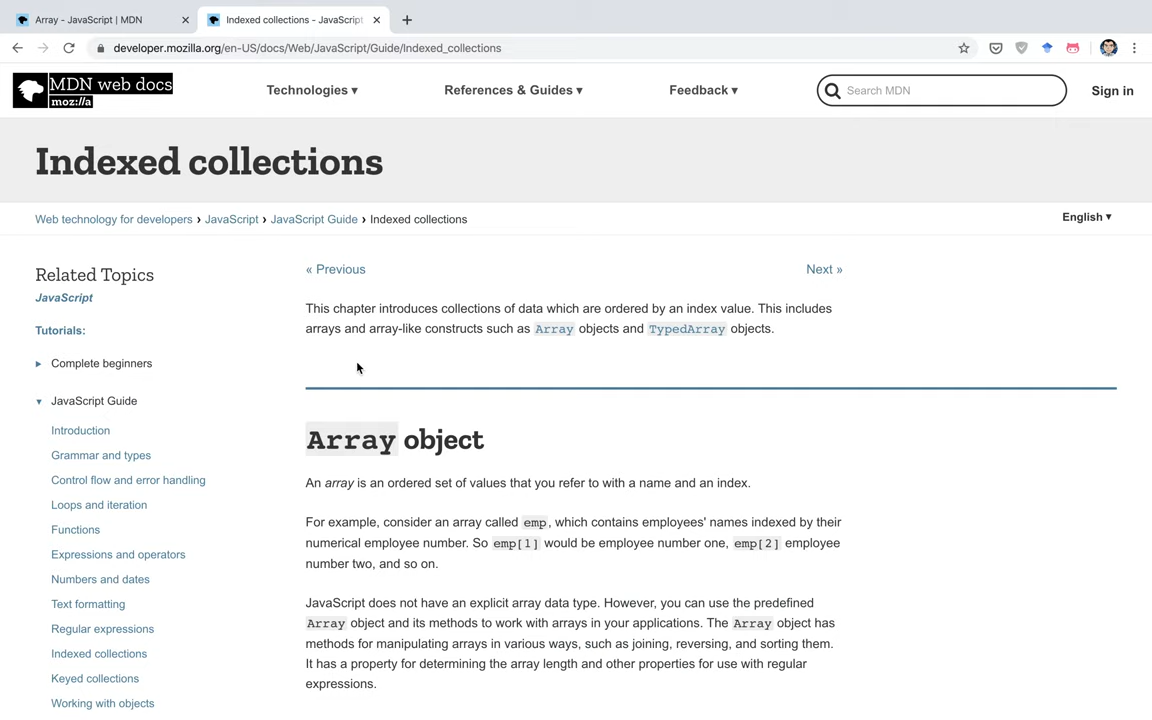 Array - JavaScript | MDN
Indexed collections - JavaScript
developer.mozilla.org/en-US/docs/Web/JavaScript/Guide/Indexed_collections
MDN web docs
moz://a
Technologies ▾
References & Guides ▾
Feedback ▾
Search MDN
Sign in
Indexed collections
Web technology for developers › JavaScript › JavaScript Guide › Indexed collections
English ▾
Related Topics
JavaScript
Tutorials:
▸ Complete beginners
▾ JavaScript Guide
Introduction
Grammar and types
Control flow and error handling
Loops and iteration
Functions
Expressions and operators
Numbers and dates
Text formatting
Regular expressions
Indexed collections
Keyed collections
Working with objects
« Previous
Next »
This chapter introduces collections of data which are ordered by an index value. This includes
arrays and array-like constructs such as Array objects and TypedArray objects.
Array object
An array is an ordered set of values that you refer to with a name and an index.
For example, consider an array called emp, which contains employees' names indexed by their
numerical employee number. So emp[1] would be employee number one, emp[2] employee
number two, and so on.
JavaScript does not have an explicit array data type. However, you can use the predefined
Array object and its methods to work with arrays in your applications. The Array object has
methods for manipulating arrays in various ways, such as joining, reversing, and sorting them.
It has a property for determining the array length and other properties for use with regular
expressions.